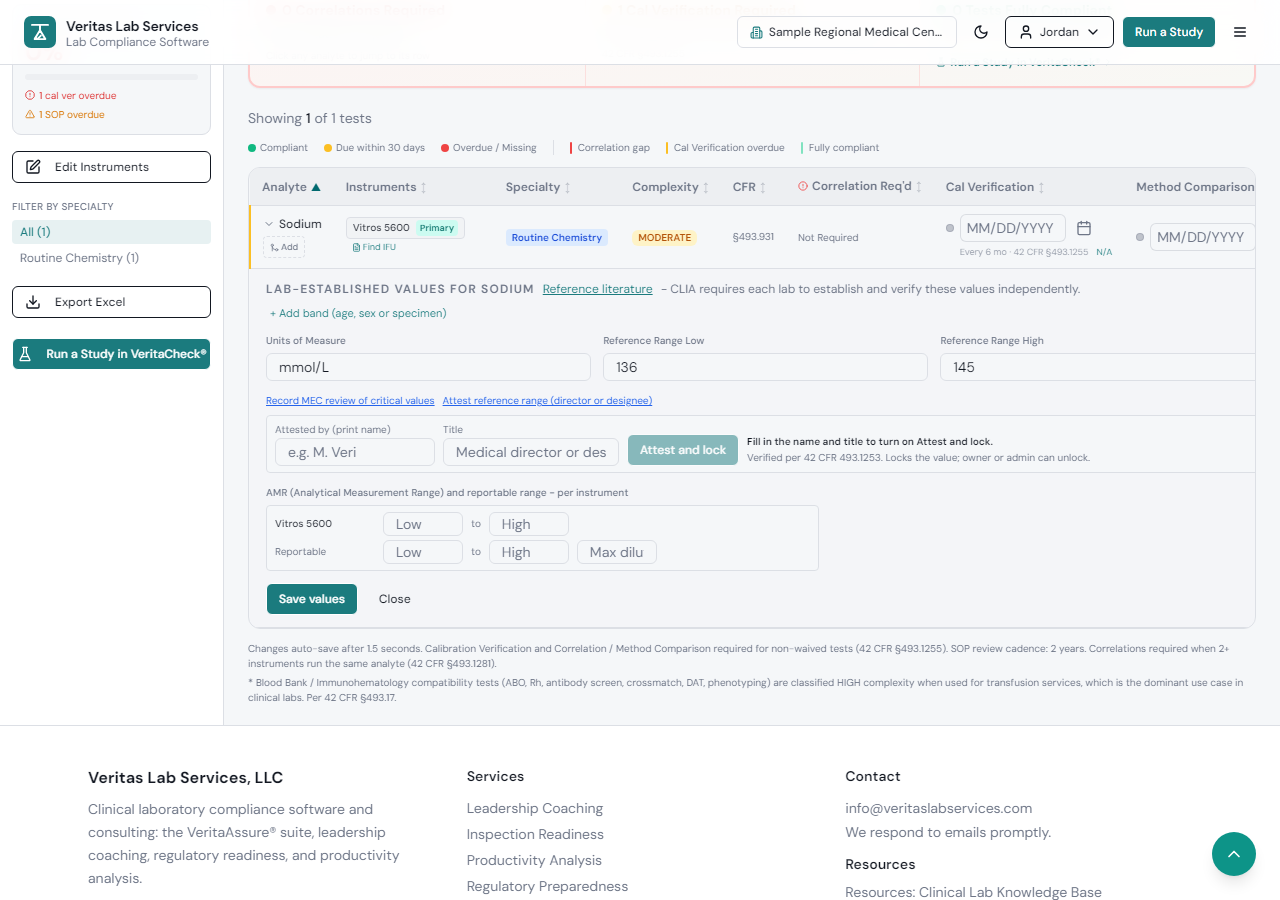 Veritas Lab Services
Lab Compliance Software
Sample Regional Medical Cen...
Jordan
Run a Study
1 cal ver overdue
1 SOP overdue
Edit Instruments
FILTER BY SPECIALTY
All (1)
Routine Chemistry (1)
Export Excel
Run a Study in VeritaCheck®
Showing 1 of 1 tests
Compliant
Due within 30 days
Overdue / Missing
Correlation gap
Cal Verification overdue
Fully compliant
Analyte
Instruments
Specialty
Complexity
CFR
Correlation Req'd
Cal Verification
Method Comparison
Sodium
Add
Vitros 5600 Primary
Find IFU
Routine Chemistry
MODERATE
§493.931
Not Required
MM/DD/YYYY
Every 6 mo · 42 CFR §493.1255 N/A
MM/DD/YYYY
LAB-ESTABLISHED VALUES FOR SODIUM Reference literature - CLIA requires each lab to establish and verify these values independently.
+ Add band (age, sex or specimen)
Units of Measure
Reference Range Low
Reference Range High
mmol/L
136
145
Record MEC review of critical values Attest reference range (director or designee)
Attested by (print name)
Title
e.g. M. Veri
Medical director or des
Attest and lock
Fill in the name and title to turn on Attest and lock.
Verified per 42 CFR 493.1253. Locks the value; owner or admin can unlock.
AMR (Analytical Measurement Range) and reportable range - per instrument
Vitros 5600 Low to High
Reportable Low to High Max dilu
Save values
Close
Changes auto-save after 1.5 seconds. Calibration Verification and Correlation / Method Comparison required for non-waived tests (42 CFR §493.1255). SOP review cadence: 2 years. Correlations required when 2+
instruments run the same analyte (42 CFR §493.1281).
* Blood Bank / Immunohematology compatibility tests (ABO, Rh, antibody screen, crossmatch, DAT, phenotyping) are classified HIGH complexity when used for transfusion services, which is the dominant use case in
clinical labs. Per 42 CFR §493.17.
Veritas Lab Services, LLC
Clinical laboratory compliance software and
consulting: the VeritaAssure® suite, leadership
coaching, regulatory readiness, and productivity
analysis.
Services
Leadership Coaching
Inspection Readiness
Productivity Analysis
Regulatory Preparedness
Contact
info@veritaslabservices.com
We respond to emails promptly.
Resources
Resources: Clinical Lab Knowledge Base